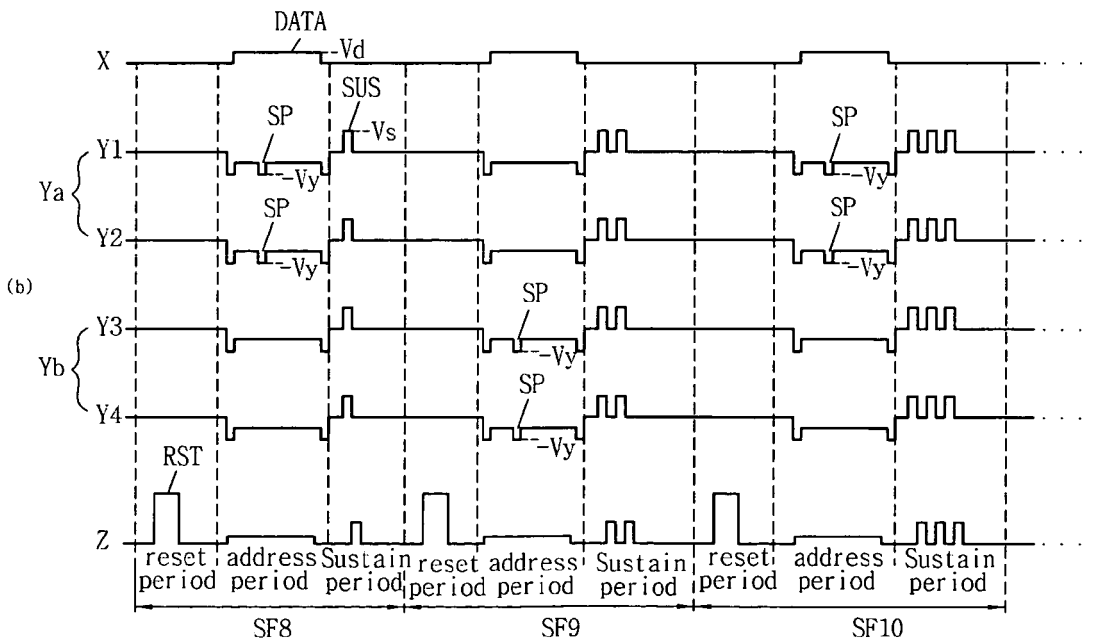 DATA
X
-Vd
SUS
SP
-Vs
SP
Y1
-Vy
-Vy
Ya
SP
SP
Y2
-Vy
-Vy
(b)
SP
Y3
-Vy
Yb
SP
Y4
-Vy
RST
Z
reset period
address period
Sustain period
reset period
address period
Sustain period
reset period
address period
Sustain period
SF8
SF9
SF10